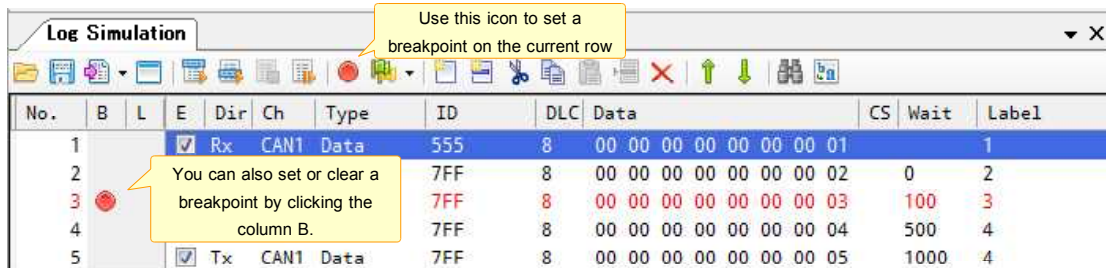 Log Simulation
Use this icon to set a
breakpoint on the current row
No. B L E Dir Ch Type ID DLC Data CS Wait Label
1 Rx CAN1 Data 555 8 00 00 00 00 00 00 00 01 1
2 7FF 8 00 00 00 00 00 00 00 02 0 2
3 7FF 8 00 00 00 00 00 00 00 03 100 3
4 7FF 8 00 00 00 00 00 00 00 04 500 4
5 Tx CAN1 Data 7FF 8 00 00 00 00 00 00 00 05 1000 4
You can also set or clear a
breakpoint by clicking the
column B.